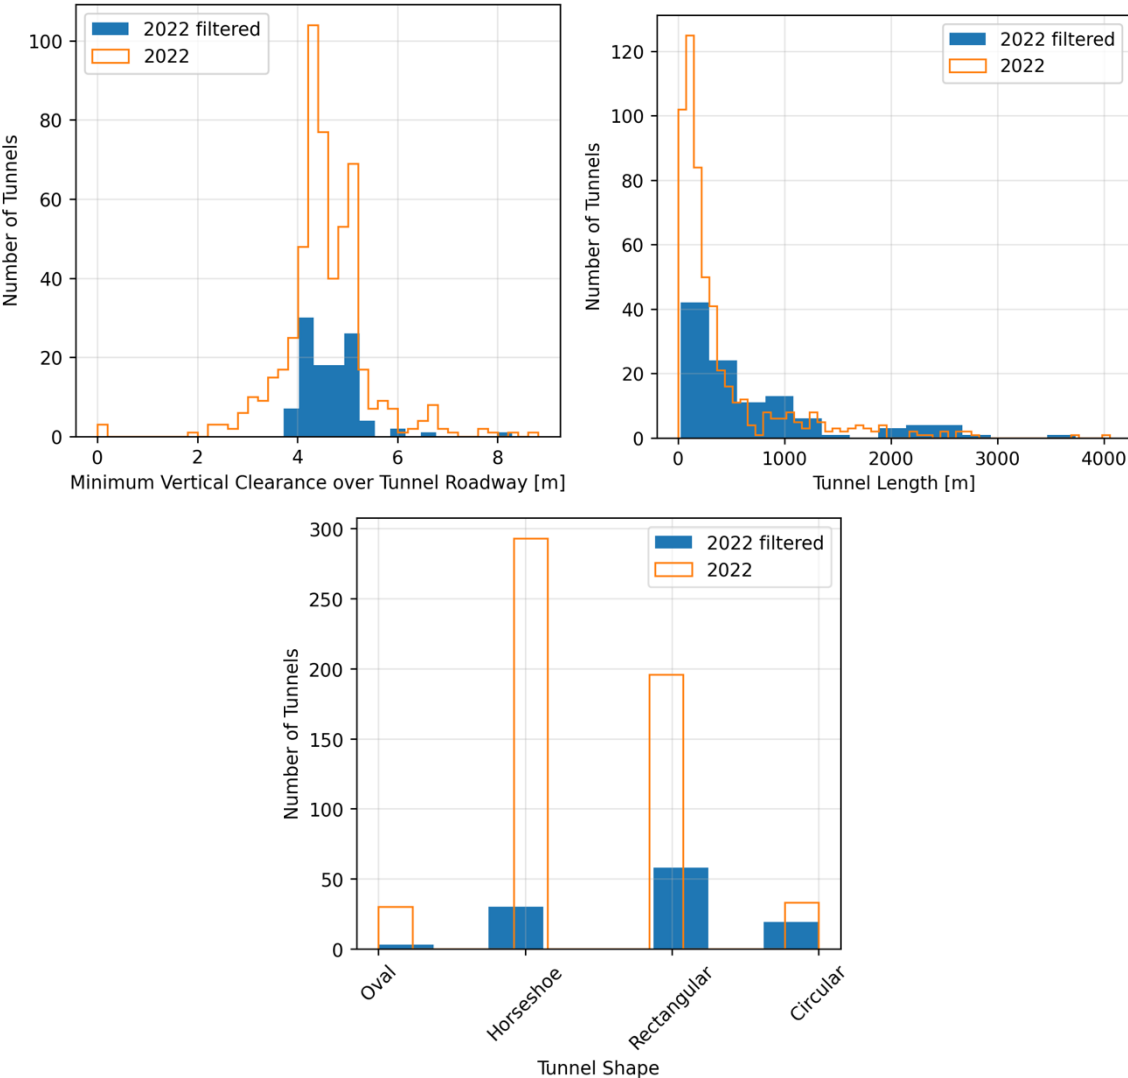 2022 filtered
2022
100
80
60
40
20
0
0 2 4 6 8
Number of Tunnels
Minimum Vertical Clearance over Tunnel Roadway [m]
2022 filtered
2022
120
100
80
60
40
20
0
0 1000 2000 3000 4000
Number of Tunnels
Tunnel Length [m]
2022 filtered
2022
300
250
200
150
100
50
0
Number of Tunnels
Oval
Horseshoe
Rectangular
Circular
Tunnel Shape